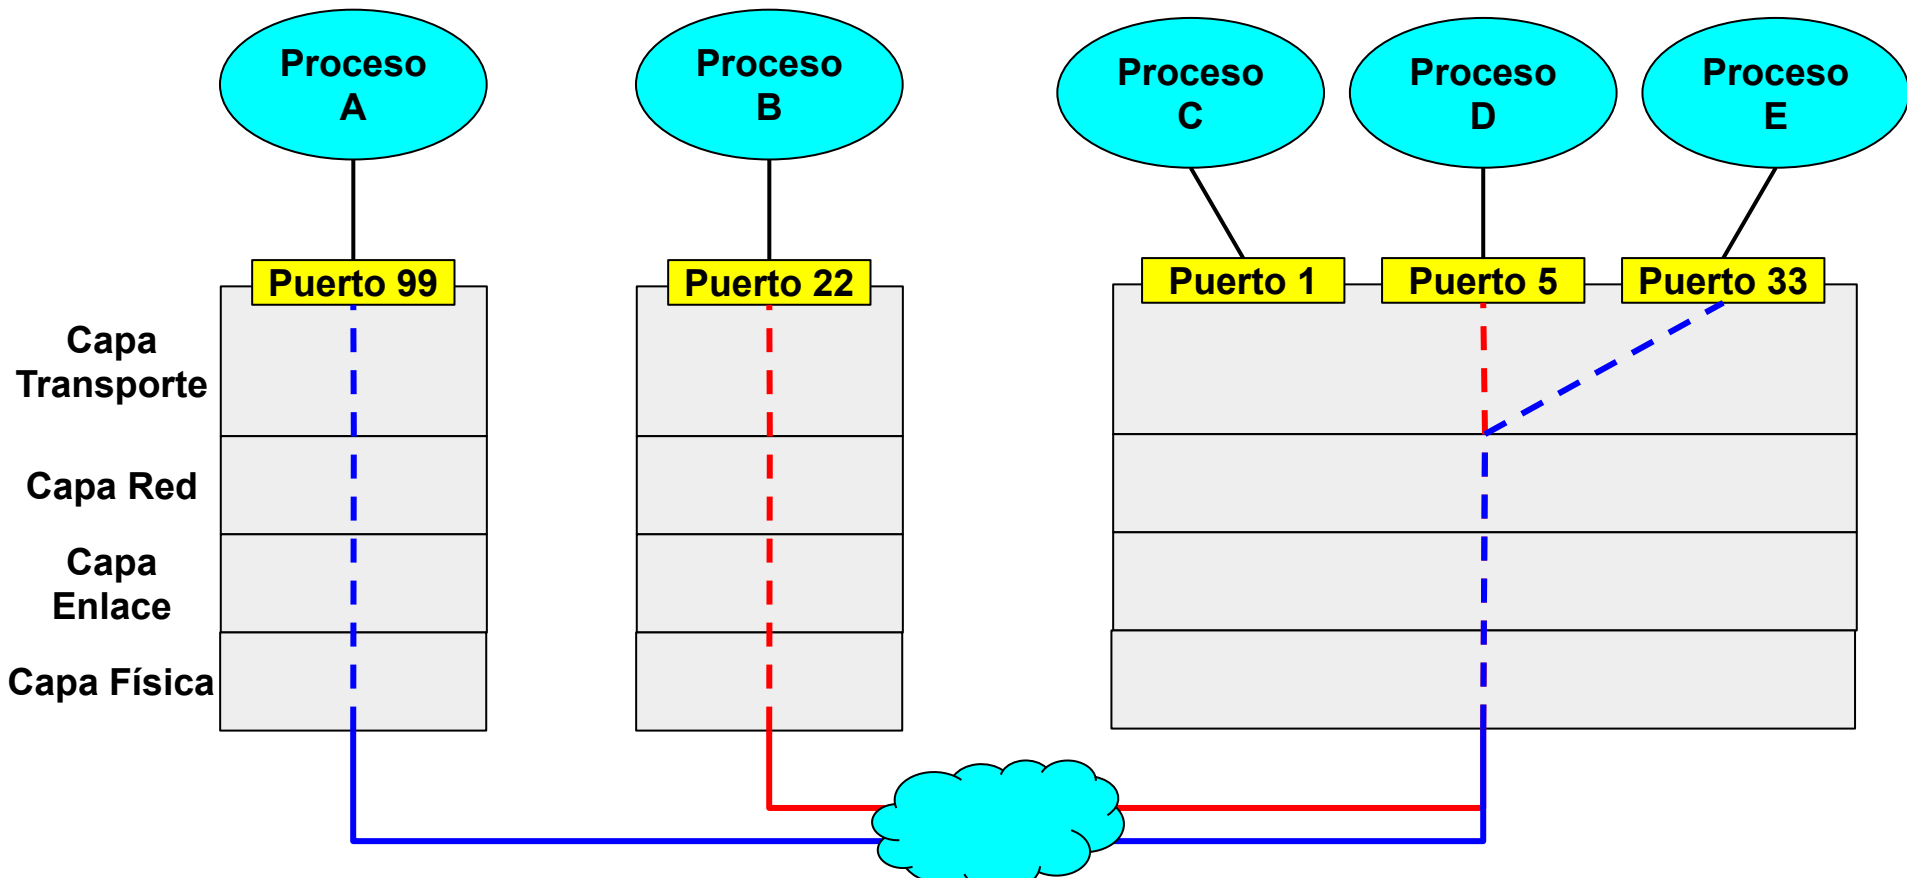 Proceso
A
Proceso
B
Proceso
C
Proceso
D
Proceso
E
Puerto 99
Puerto 22
Puerto 1
Puerto 5
Puerto 33
Capa
Transporte
Capa Red
Capa
Enlace
Capa Física